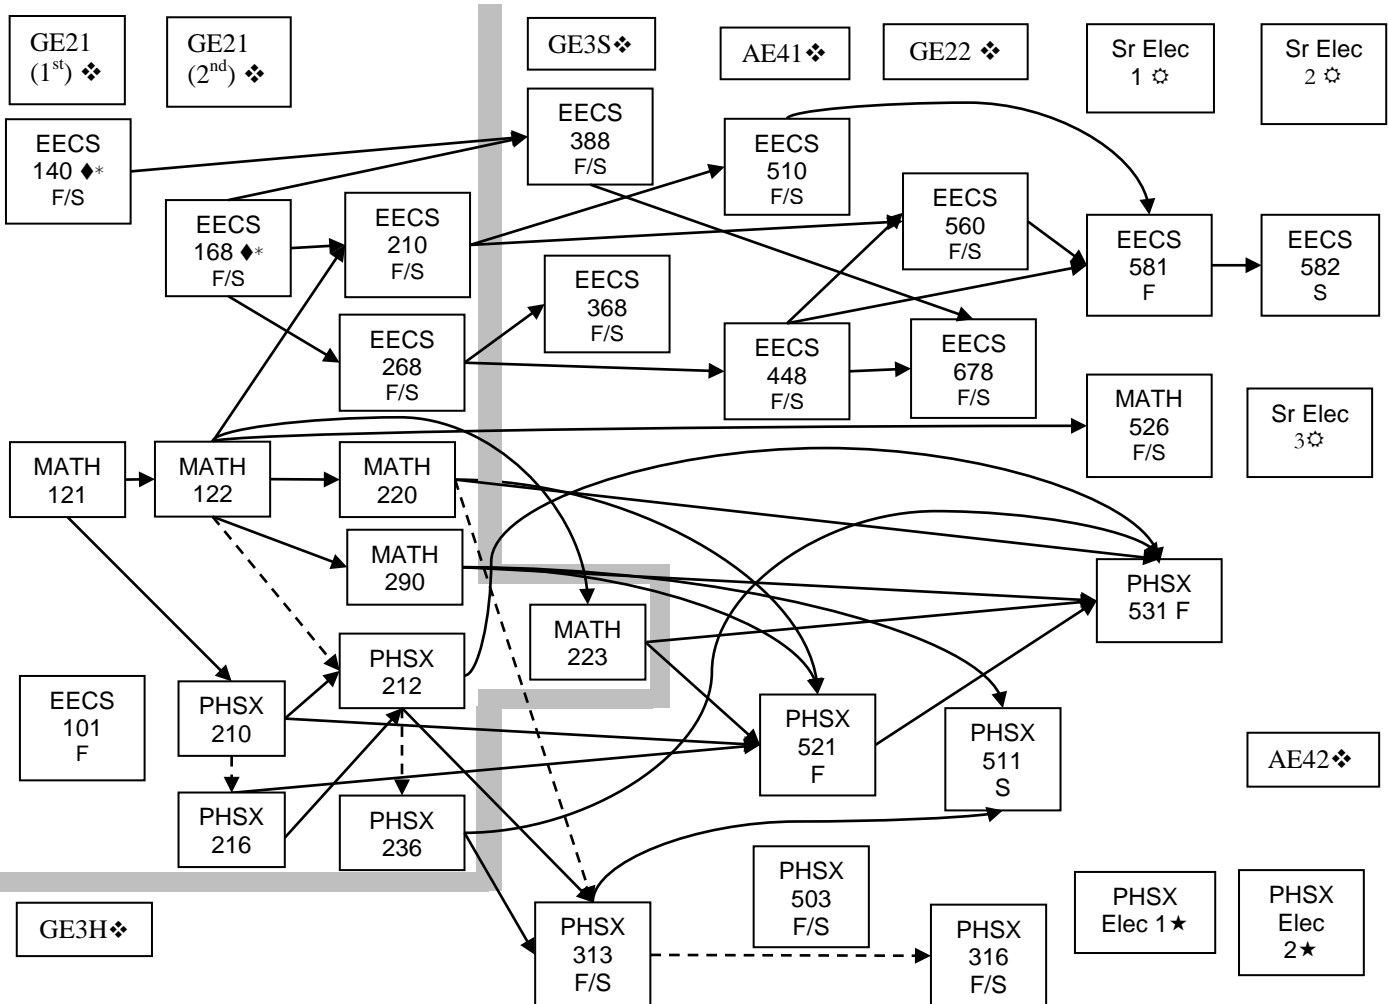 GE21
(1st) ❖
GE21
(2nd) ❖
GE3S❖
AE41❖
GE22 ❖
Sr Elec
1 ☼
Sr Elec
2 ☼
EECS
140 ♦*
F/S
EECS
388
F/S
EECS
510
F/S
EECS
168 ♦*
F/S
EECS
210
F/S
EECS
560
F/S
EECS
581
F
EECS
582
S
EECS
368
F/S
EECS
268
F/S
EECS
448
F/S
EECS
678
F/S
MATH
526
F/S
Sr Elec
3☼
MATH
121
MATH
122
MATH
220
MATH
290
PHSX
531 F
MATH
223
PHSX
212
EECS
101
F
PHSX
210
PHSX
521
F
PHSX
511
S
AE42❖
PHSX
216
PHSX
236
PHSX
503
F/S
PHSX
Elec 1★
PHSX
Elec
2★
GE3H❖
PHSX
313
F/S
PHSX
316
F/S